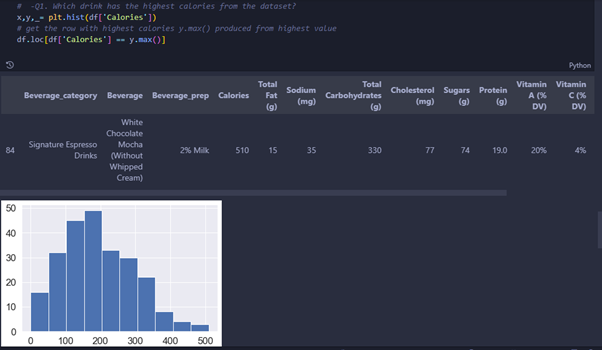 #  -Q1. Which drink has the highest calories from the dataset?
x,y,_= plt.hist(df['Calories'])
# get the row with highest calories y.max() produced from highest value
df.loc[df['Calories'] == y.max()]
Python
Beverage_category Beverage Beverage_prep Calories Total Fat (g) Sodium (mg) Total Carbohydrates (g) Cholesterol (mg) Sugars (g) Protein (g) Vitamin A (% DV) Vitamin C (% DV)
84 Signature Espresso Drinks White Chocolate Mocha (Without Whipped Cream) 2% Milk 510 15 35 330 77 74 19.0 20% 4%
50
40
30
20
10
0
0 100 200 300 400 500